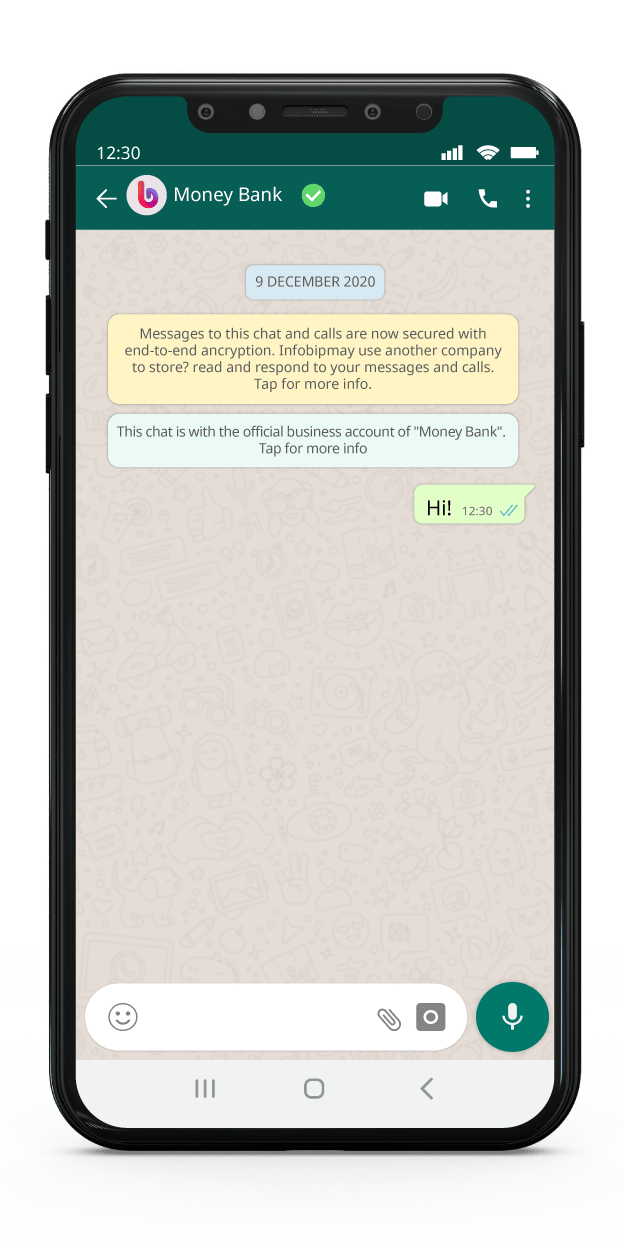 12:30
Money Bank
9 DECEMBER 2020
Messages to this chat and calls are now secured with
end-to-end ancryption. Infobipmay use another company
to store? read and respond to your messages and calls.
Tap for more info.
This chat is with the official business account of "Money Bank".
Tap for more info
Hi! 12:30
Hi